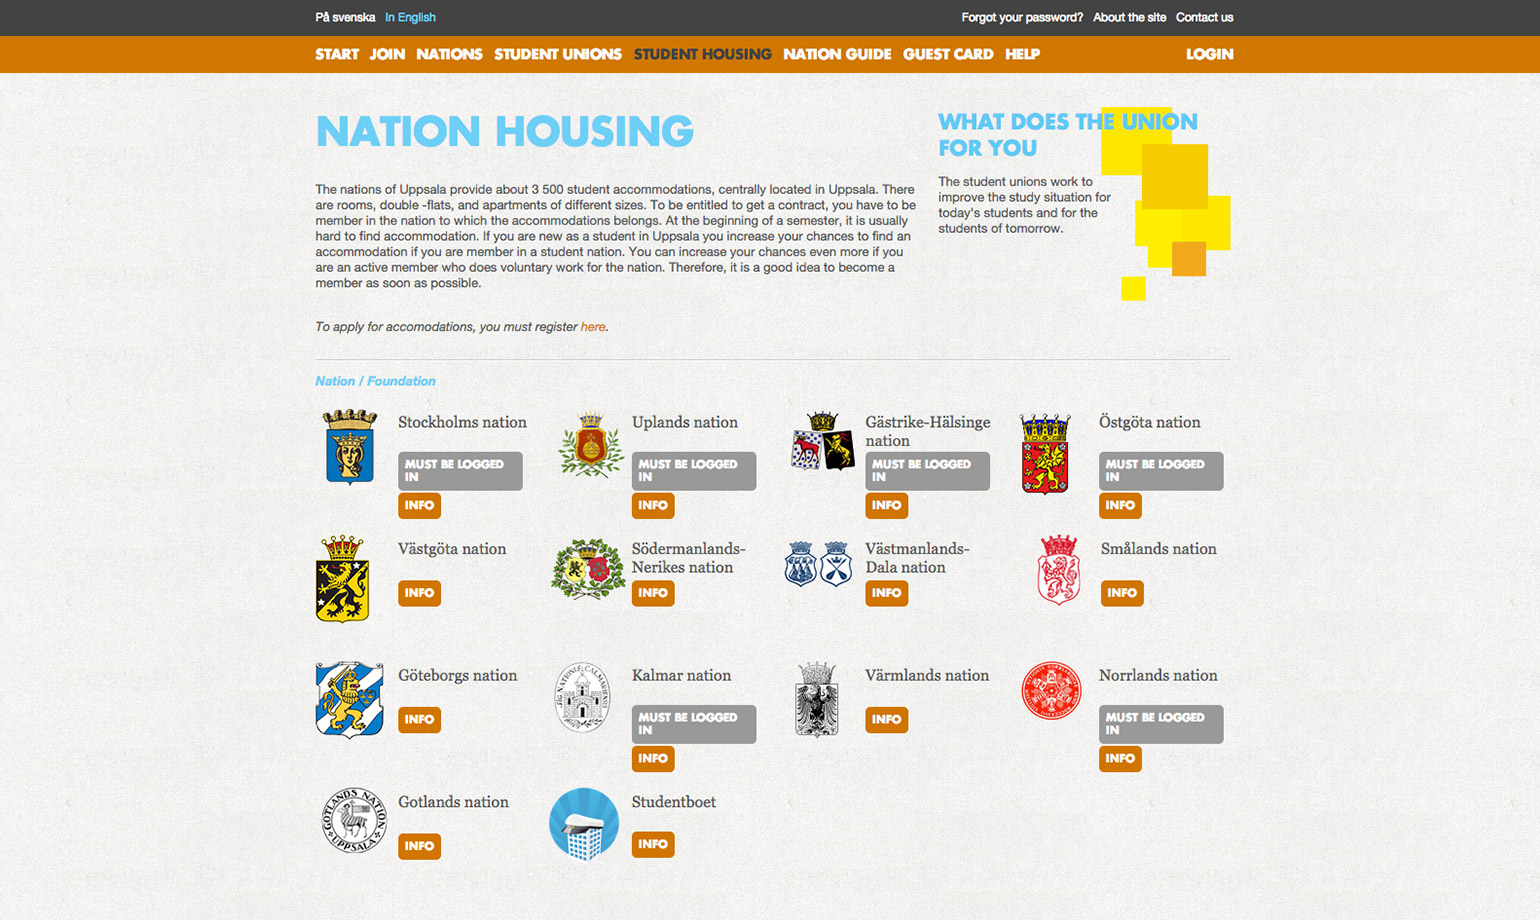 På svenska In English Forgot your password? About the site Contact us
START JOIN NATIONS STUDENT UNIONS STUDENT HOUSING NATION GUIDE GUEST CARD HELP LOGIN
NATION HOUSING
The nations of Uppsala provide about 3 500 student accommodations, centrally located in Uppsala. There
are rooms, double -flats, and apartments of different sizes. To be entitled to get a contract, you have to be
member in the nation to which the accommodations belongs. At the beginning of a semester, it is usually
hard to find accommodation. If you are new as a student in Uppsala you increase your chances to find an
accommodation if you are member in a student nation. You can increase your chances even more if you
are an active member who does voluntary work for the nation. Therefore, it is a good idea to become a
member as soon as possible.
To apply for accomodations, you must register here.
WHAT DOES THE UNION
FOR YOU
The student unions work to
improve the study situation for
today's students and for the
students of tomorrow.
Nation / Foundation
Stockholms nation
MUST BE LOGGED
IN
INFO
Uplands nation
MUST BE LOGGED
IN
INFO
Gästrike-Hälsinge
nation
MUST BE LOGGED
IN
INFO
Östgöta nation
MUST BE LOGGED
IN
INFO
Västgöta nation
INFO
Södermanlands-
Nerikes nation
INFO
Västmanlands-
Dala nation
INFO
Smålands nation
INFO
Göteborgs nation
INFO
Kalmar nation
MUST BE LOGGED
IN
INFO
Värmlands nation
INFO
Norrlands nation
MUST BE LOGGED
IN
INFO
GOTLANDS NATION
UPPSALA
Gotlands nation
INFO
Studentboet
INFO